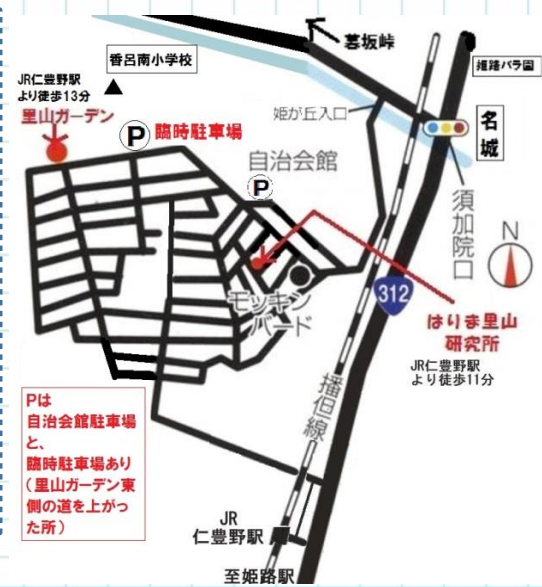 香呂南小学校
墓坂峠
姫路バラ園
JR仁豊野駅
より徒歩13分
里山ガーデン
P 臨時駐車場
姫が丘入口
名城
自治会館
P
須加院口
N
モッキン
バード
312
はりま里山
研究所
JR仁豊野駅
より徒歩11分
播但線
Pは
自治会館駐車場
と、
臨時駐車場あり
(里山ガーデン東
側の道を上がっ
た所)
JR
仁豊野駅
至姫路駅